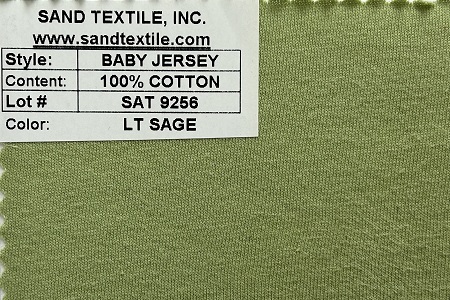 SAND TEXTILE, INC.
www.sandtextile.com
Style: BABY JERSEY
Content: 100% COTTON
Lot # SAT 9256
Color: LT SAGE